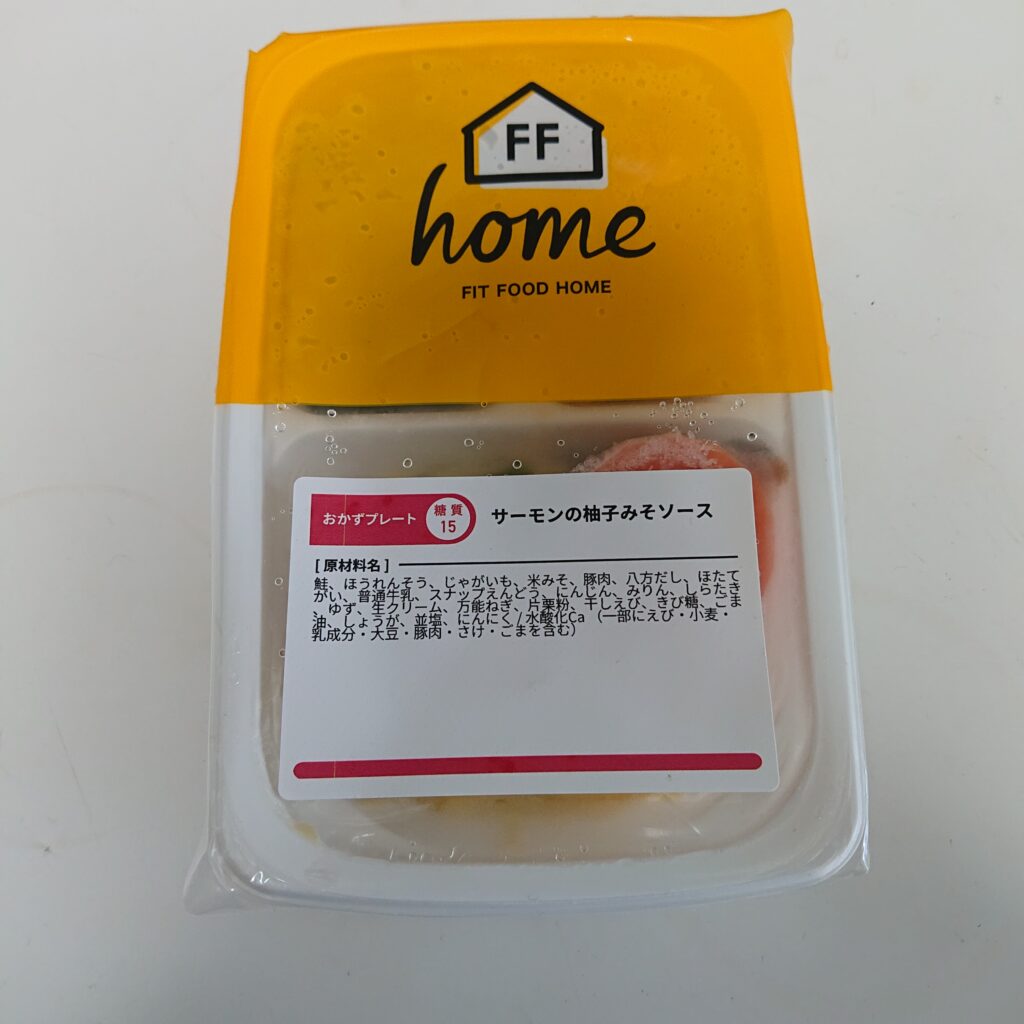 FF
home
FIT FOOD HOME
おかずプレート
糖質
15
サーモンの柚子みそソース
[ 原材料名 ]
鮭、ほうれんそう、じゃがいも、米みそ、豚肉、八方だし、ほたて
がい、普通牛乳、スナップえんどう、にんじん、みりん、しらたき
、ゆず、生クリーム、万能ねぎ、片栗粉、干しえび、きび糖、ごま
油、しょうが、並塩、にんにく / 水酸化Ca （一部にえび・小麦・
乳成分・大豆・豚肉・さけ・ごまを含む）